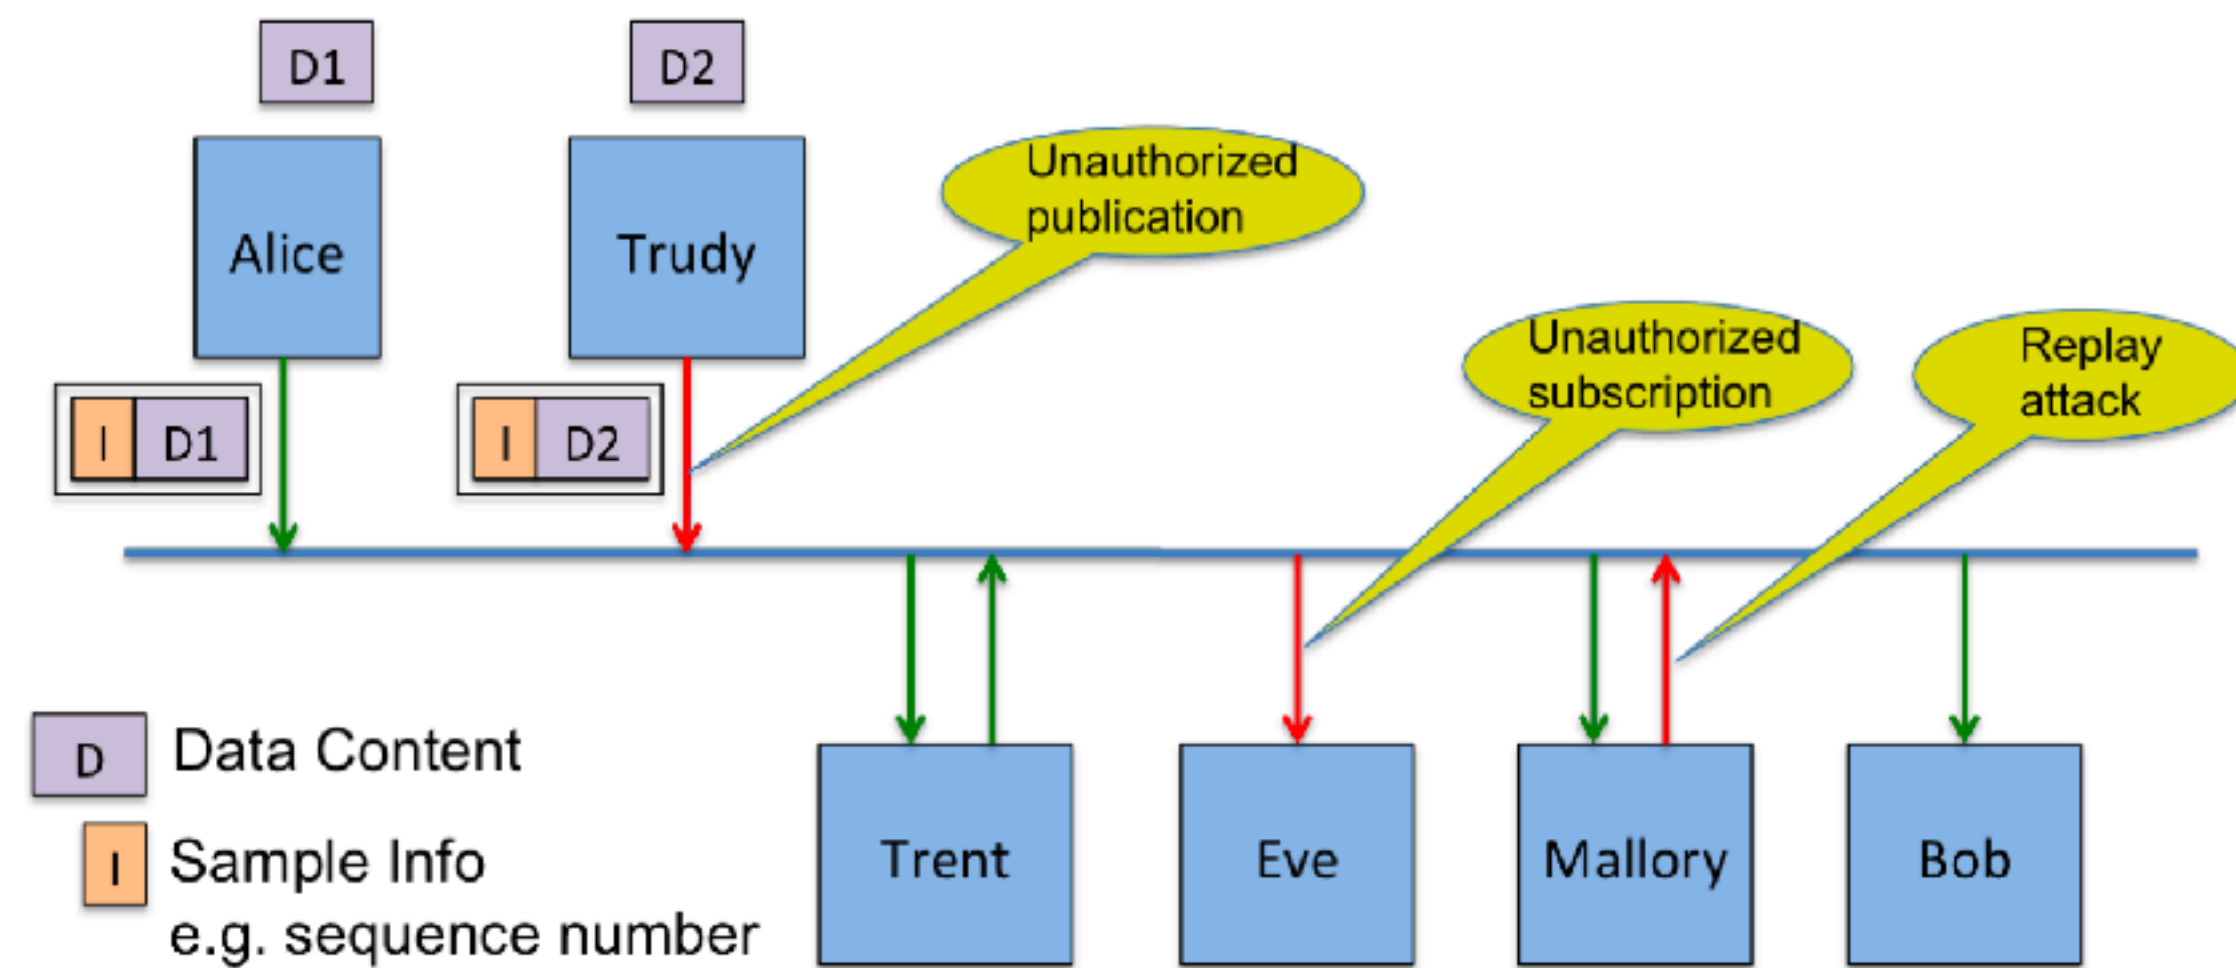 D1
D2
Alice
Trudy
Unauthorized
publication
Unauthorized
subscription
Replay
attack
I D1
I D2
D Data Content
I Sample Info
e.g. sequence number
Trent
Eve
Mallory
Bob